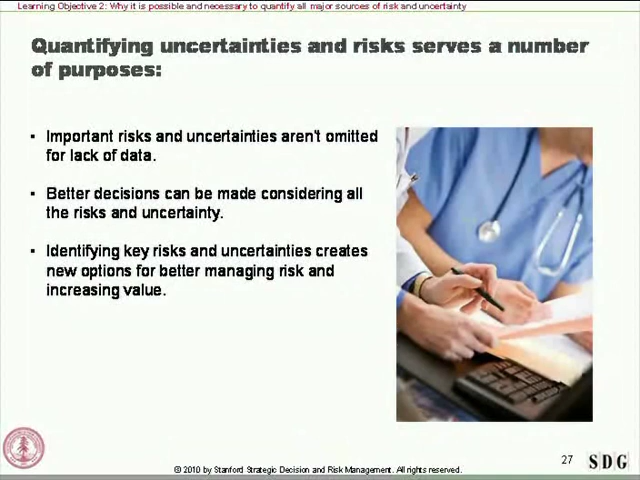 Learning Objective 2: Why it is possible and necessary to quantify all major sources of risk and uncertainty
Quantifying uncertainties and risks serves a number
of purposes:
▪ Important risks and uncertainties aren't omitted
for lack of data.
▪ Better decisions can be made considering all
the risks and uncertainty.
▪ Identifying key risks and uncertainties creates
new options for better managing risk and
increasing value.
27
SDG
© 2010 by Stanford Strategic Decision and Risk Management. All rights reserved.